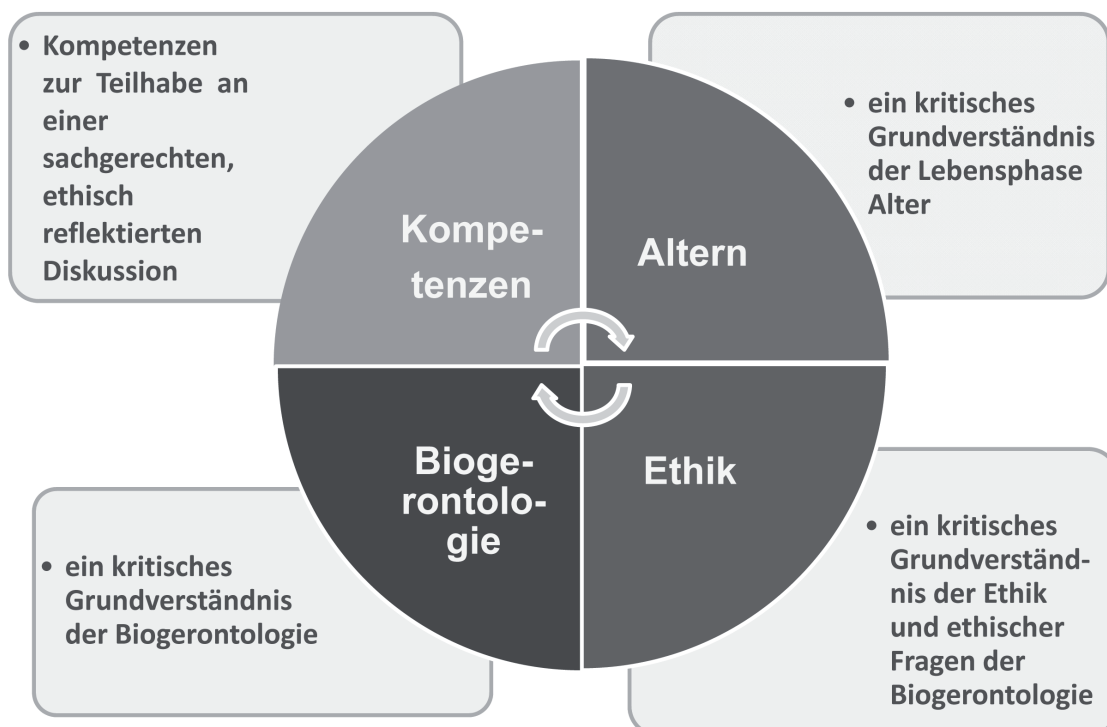 • Kompetenzen
zur Teilhabe an
einer
sachgerechten,
ethisch
reflektierten
Diskussion
• ein kritisches
Grundverständnis
der Lebensphase
Alter
Kompe-
tenzen
Altern
Bioge-
rontolo-
gie
Ethik
• ein kritisches
Grundverständnis
der Biogerontologie
• ein kritisches
Grundverständ-
nis der Ethik
und ethischer
Fragen der
Biogerontologie